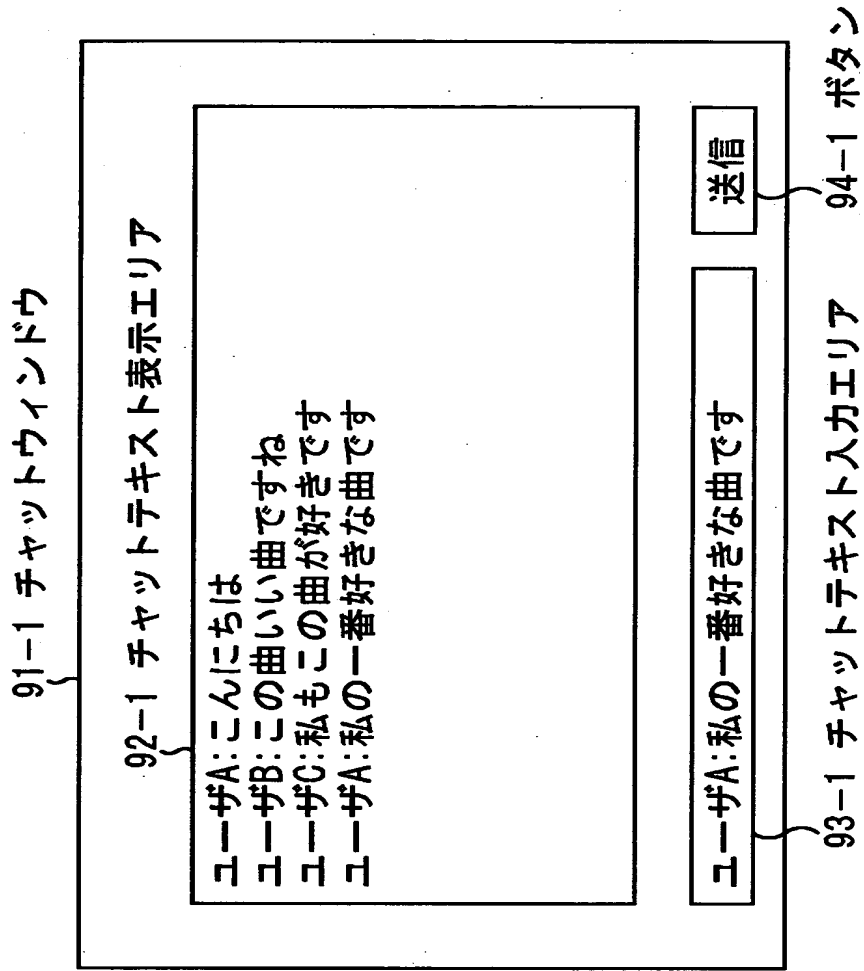 91-1 チャットウィンドウ
92-1 チャットテキスト表示エリア
ユーザA:こんにちは
ユーザB:この曲いい曲ですね
ユーザC:私もこの曲が好きです
ユーザA:私の一番好きな曲です
ユーザA:私の一番好きな曲です
送信
93-1 チャットテキスト入力エリア
94-1 ボタン